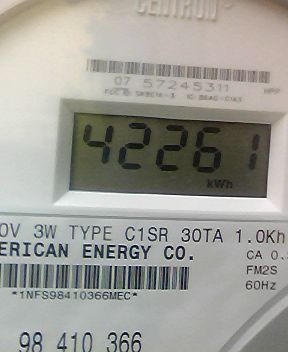 CENTRON
07 57245311
42261
kWh
0V 3W TYPE C1SR 30TA 1.0Kh
ERICAN ENERGY CO.
CA 0.
FM2S
*1NFS98410366MEC*
60Hz
98 410 366